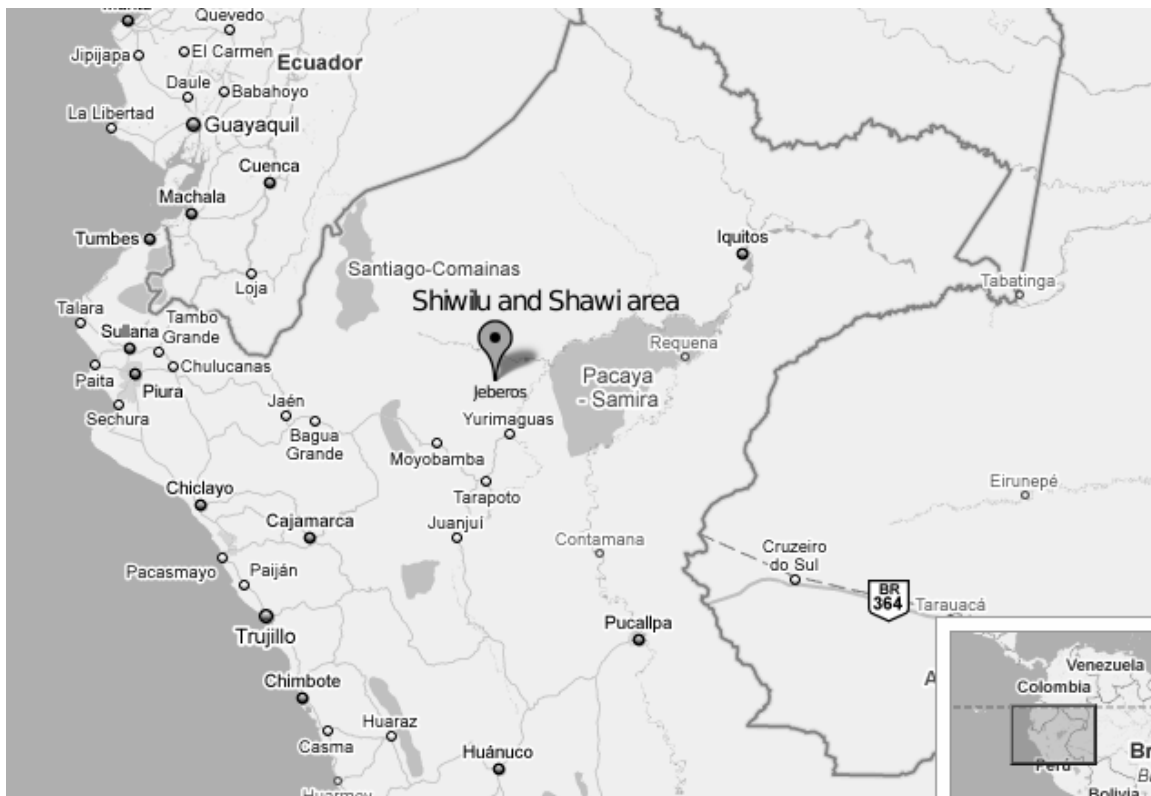 Manta
Quevedo
Jipijapa
El Carmen
Ecuador
Daule
Babahoyo
La Libertad
Guayaquil
Cuenca
Machala
Tumbes
Iquitos
Santiago-Comainas
Loja
Tabatinga
Shiwilu and Shawi area
Talara
Tambo
Grande
Sullana
Requena
Chulucanas
Paita
Piura
Pacaya
- Samira
Jeberos
Sechura
Jaén
Yurimaguas
Bagua
Grande
Moyobamba
Tarapoto
Chiclayo
Eirunepé
Cajamarca
Juanjuí
Contamana
Cruzeiro
do Sul
Pacasmayo
Paiján
BR
364
Tarauacá
Trujillo
Pucallpa
Venezuela
Colombia
A
Chimbote
Huaraz
Casma
Huánuco
Br
Perú
B
Bolivia
Huarmey